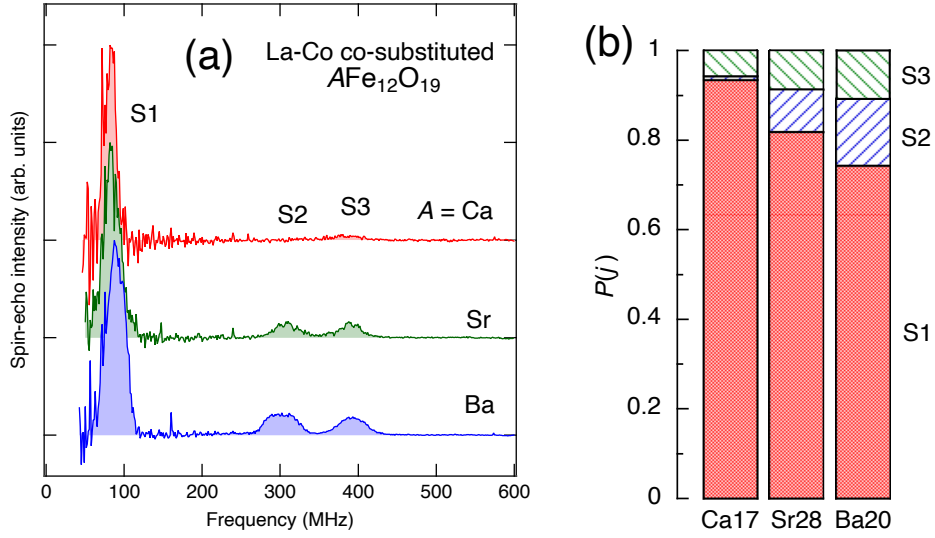 (a)
La-Co co-substituted
AFe12O19
S1
S2
S3
A = Ca
Sr
Ba
Spin-echo intensity (arb. units)
0
100
200
300
400
500
600
Frequency (MHz)
(b)
1
0.8
0.6
0.4
0.2
0
P(j)
S3
S2
S1
Ca17
Sr28
Ba20